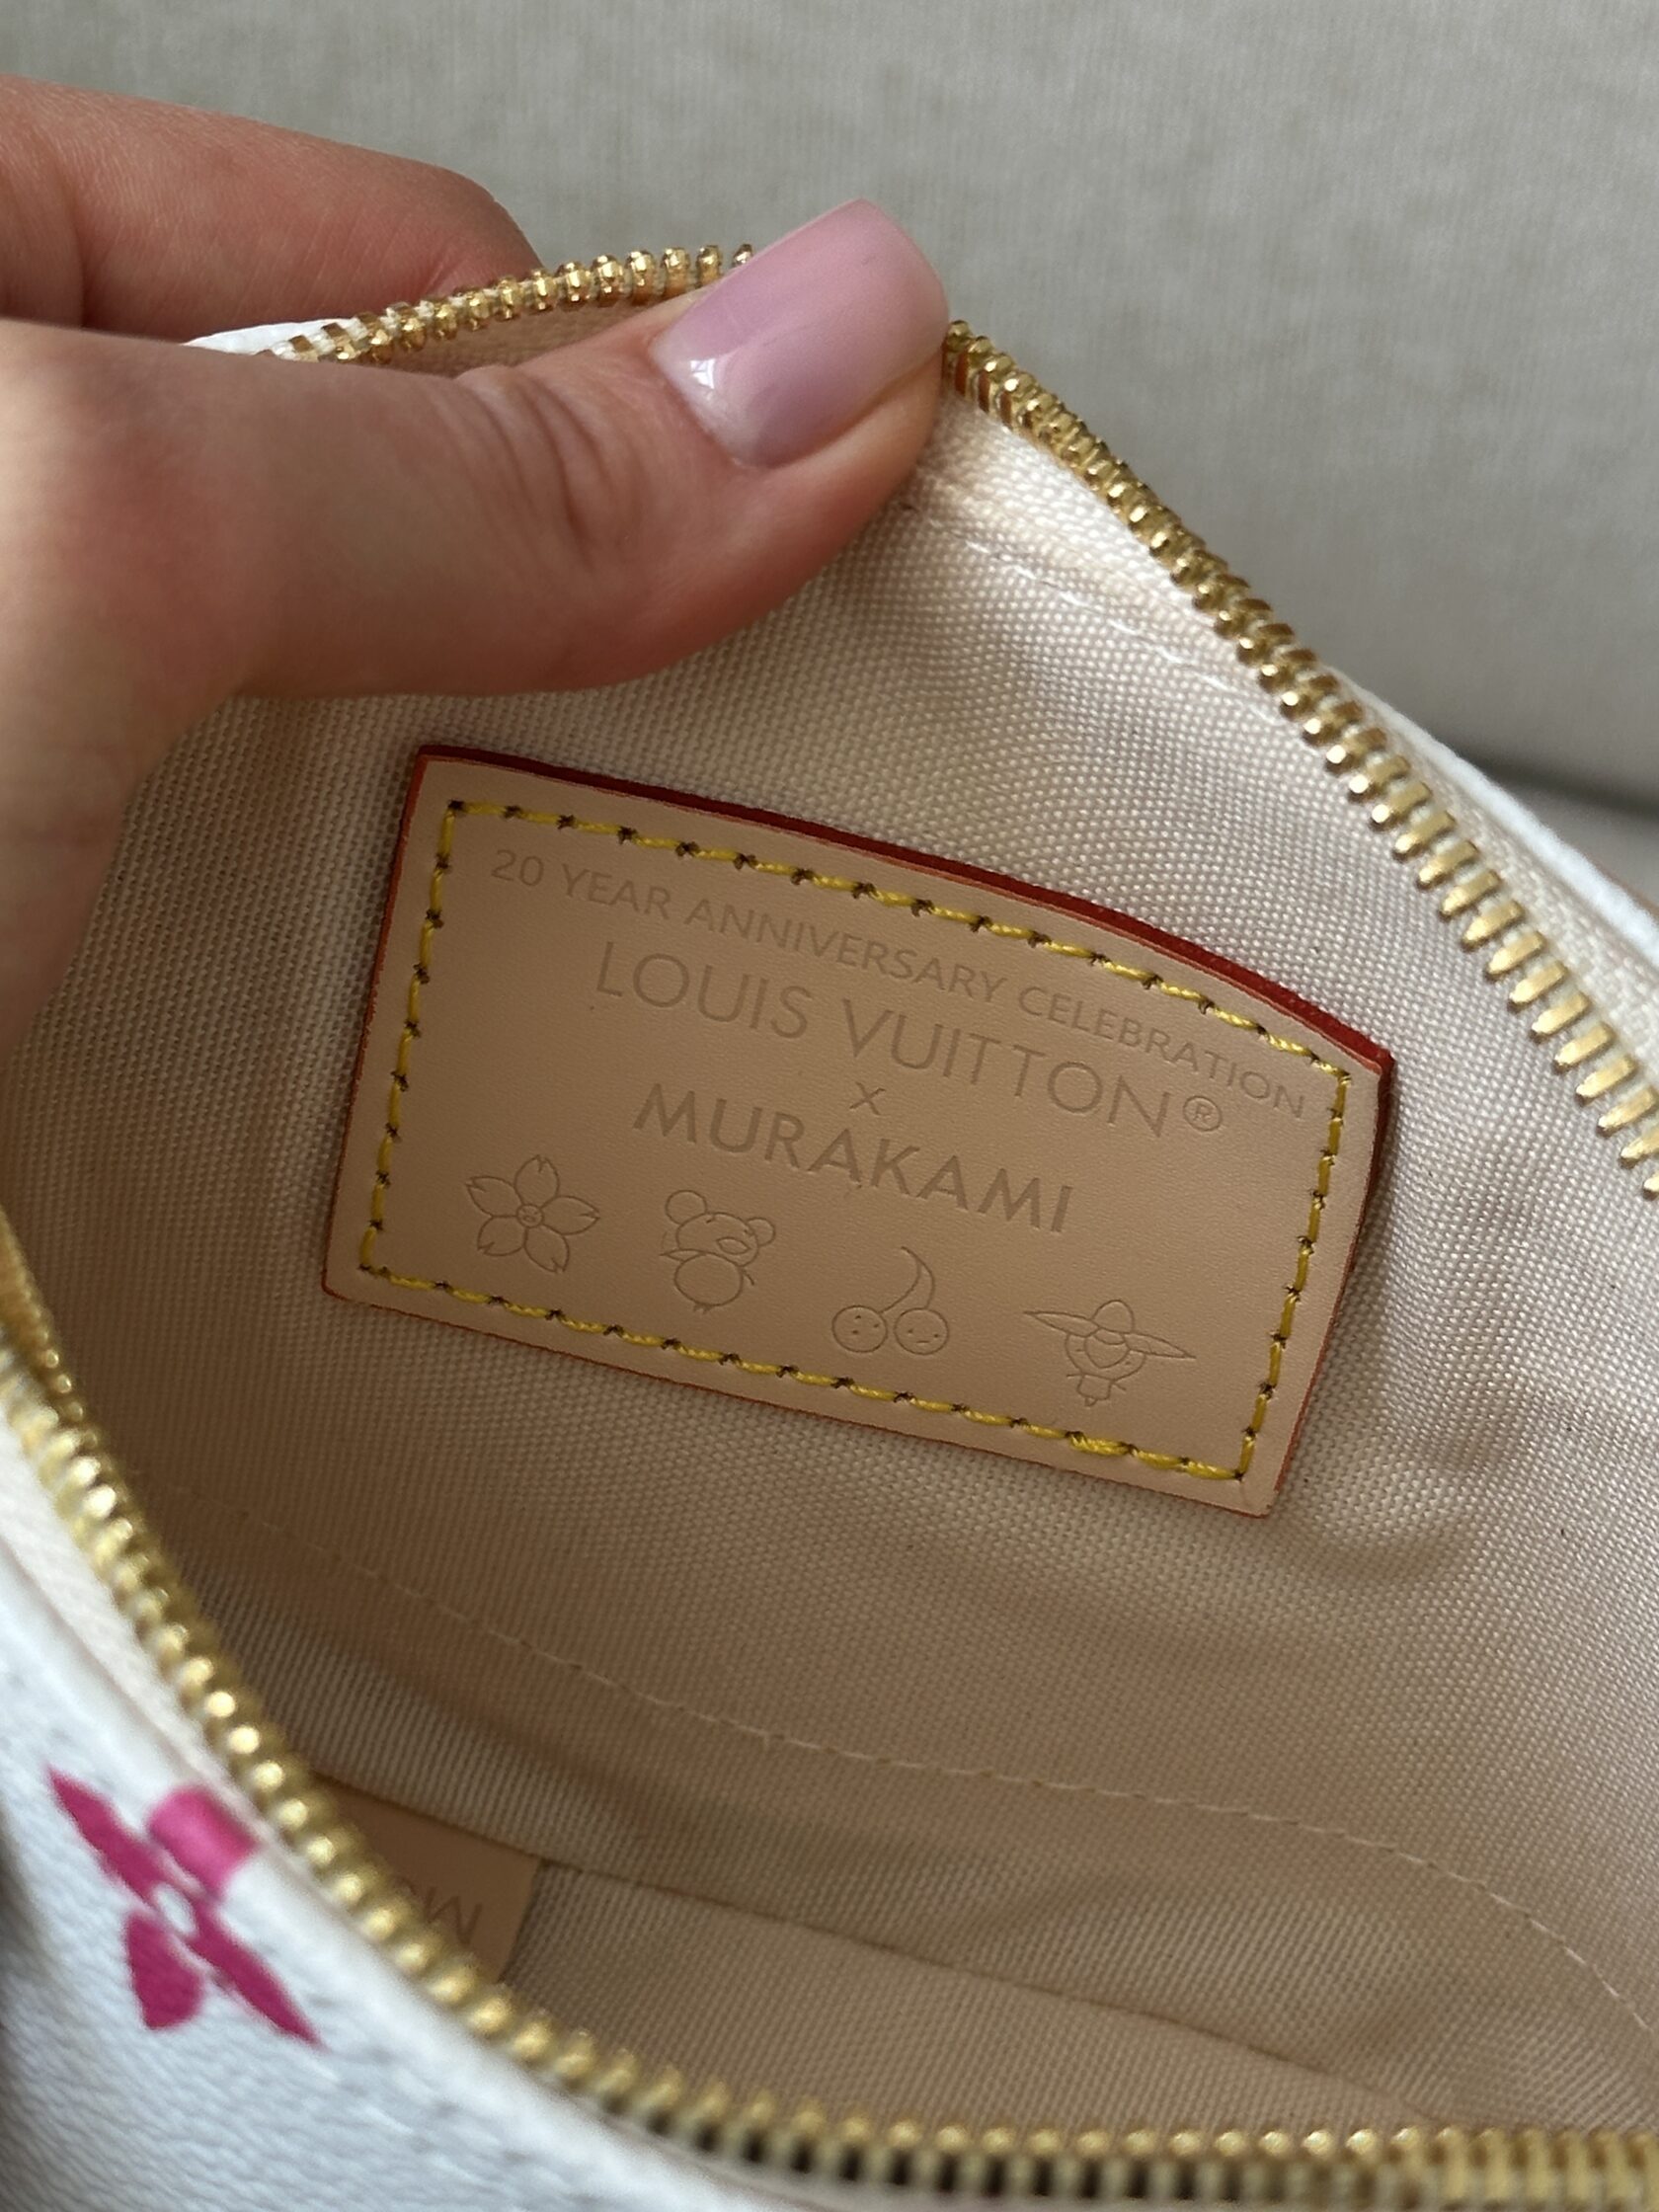 20 YEAR ANNIVERSARY CELEBRATION
LOUIS VUITTON®
x
MURAKAMI